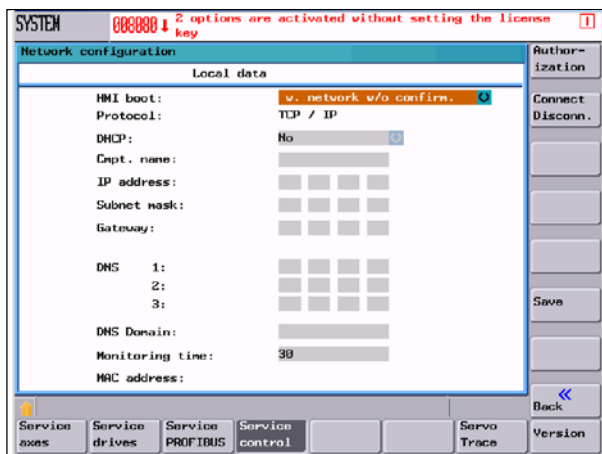 SYSTEM
008080 ↓ 2 options are activated without setting the license key
Network configuration
Local data
HMI boot: w. network w/o confirm.
Protocol: TCP / IP
DHCP: No
Cmpt. name:
IP address:
Subnet mask:
Gateway:
DNS 1:
2:
3:
DNS Domain:
Monitoring time: 30
MAC address:
Author-
ization
Connect
Disconn.
Save
«
Back
Service
axes
Service
drives
Service
PROFIBUS
Service
control
Servo
Trace
Version